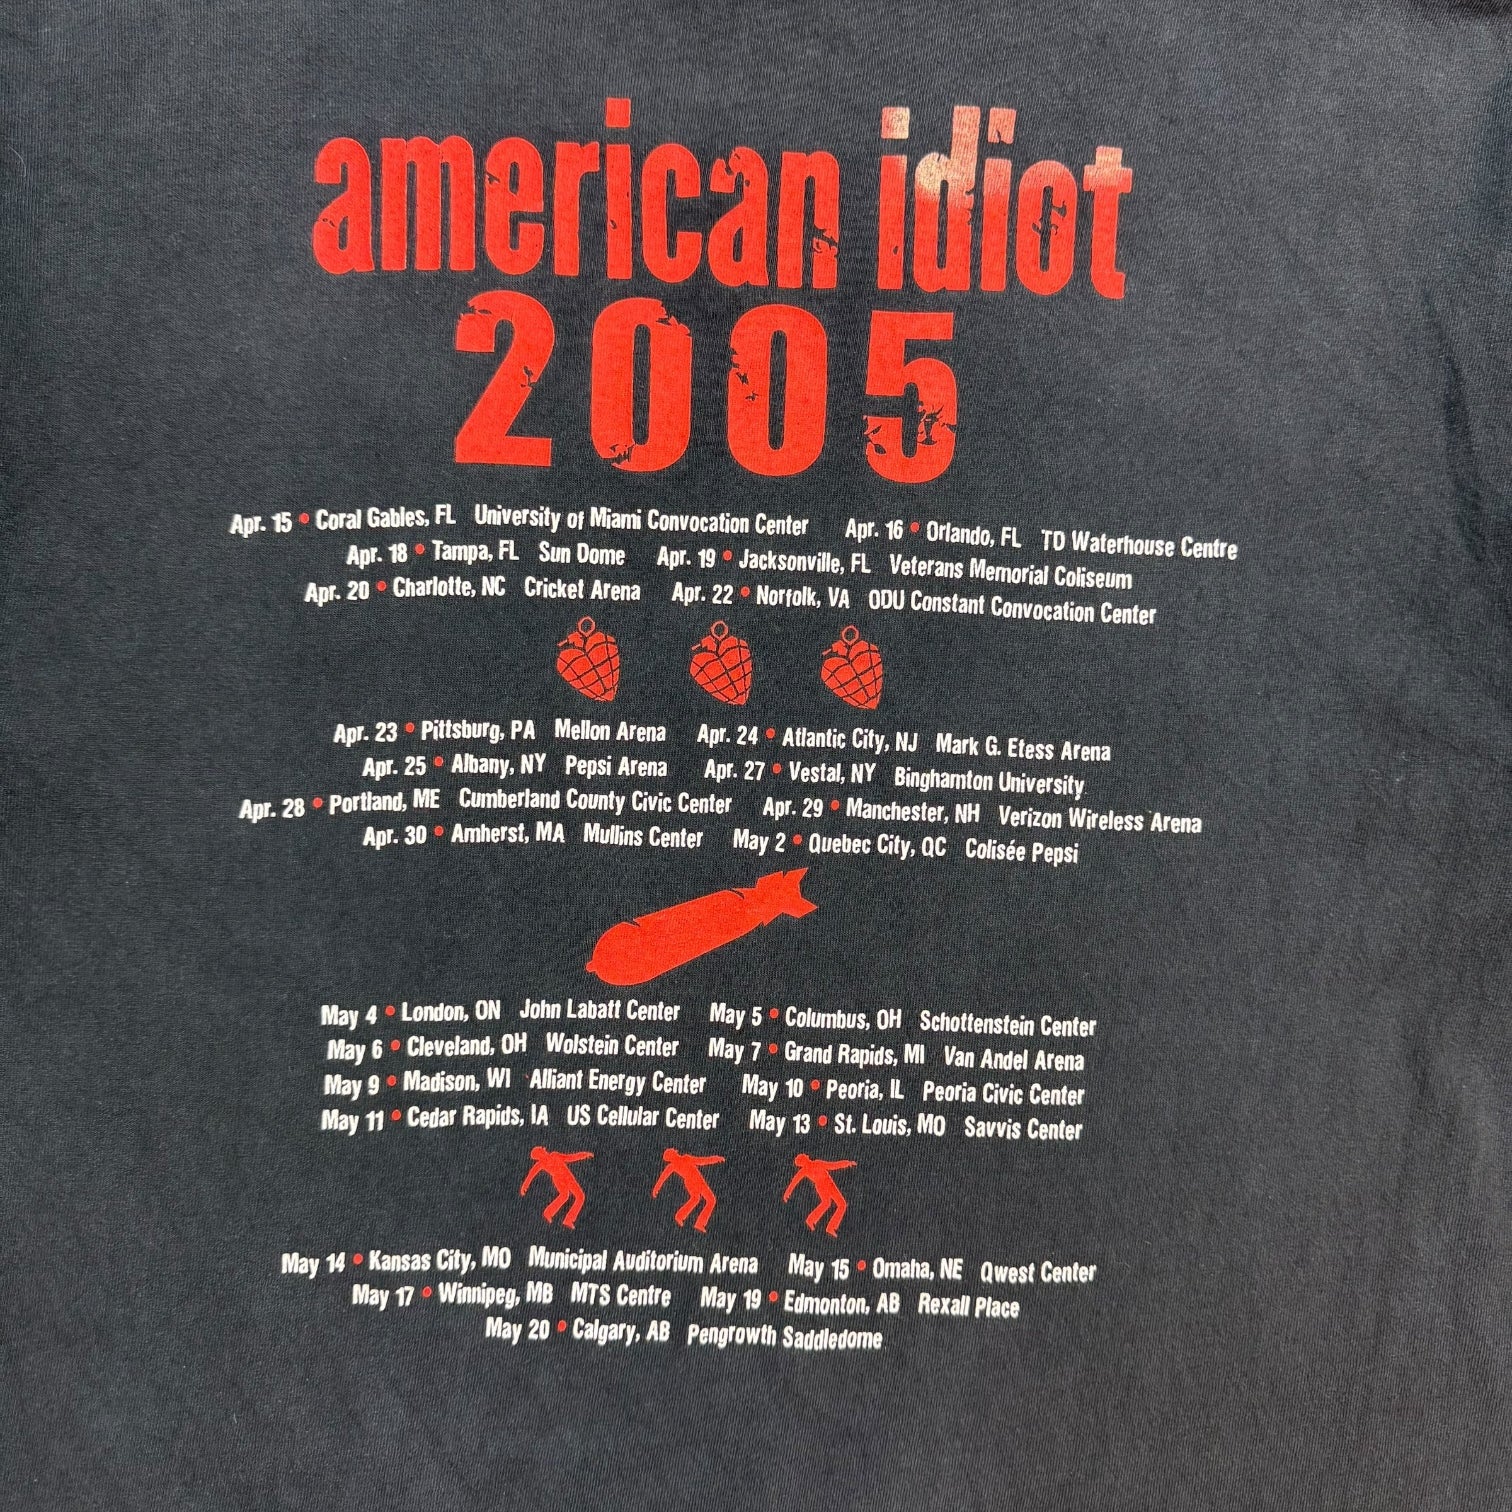 american idiot
2005
Apr. 15 • Coral Gables, FL University of Miami Convocation Center Apr. 16 • Orlando, FL TD Waterhouse Centre
Apr. 18 • Tampa, FL Sun Dome Apr. 19 • Jacksonville, FL Veterans Memorial Coliseum
Apr. 20 • Charlotte, NC Cricket Arena Apr. 22 • Norfolk, VA ODU Constant Convocation Center
Apr. 23 • Pittsburg, PA Mellon Arena Apr. 24 • Atlantic City, NJ Mark G. Etess Arena
Apr. 25 • Albany, NY Pepsi Arena Apr. 27 • Vestal, NY Binghamton University
Apr. 28 • Portland, ME Cumberland County Civic Center Apr. 29 • Manchester, NH Verizon Wireless Arena
Apr. 30 • Amherst, MA Mullins Center May 2 • Quebec City, QC Colisée Pepsi
May 4 • London, ON John Labatt Center May 5 • Columbus, OH Schottenstein Center
May 6 • Cleveland, OH Wolstein Center May 7 • Grand Rapids, MI Van Andel Arena
May 9 • Madison, WI Alliant Energy Center May 10 • Peoria, IL Peoria Civic Center
May 11 • Cedar Rapids, IA US Cellular Center May 13 • St. Louis, MO Savvis Center
May 14 • Kansas City, MO Municipal Auditorium Arena May 15 • Omaha, NE Qwest Center
May 17 • Winnipeg, MB MTS Centre May 19 • Edmonton, AB Rexall Place
May 20 • Calgary, AB Pengrowth Saddledome